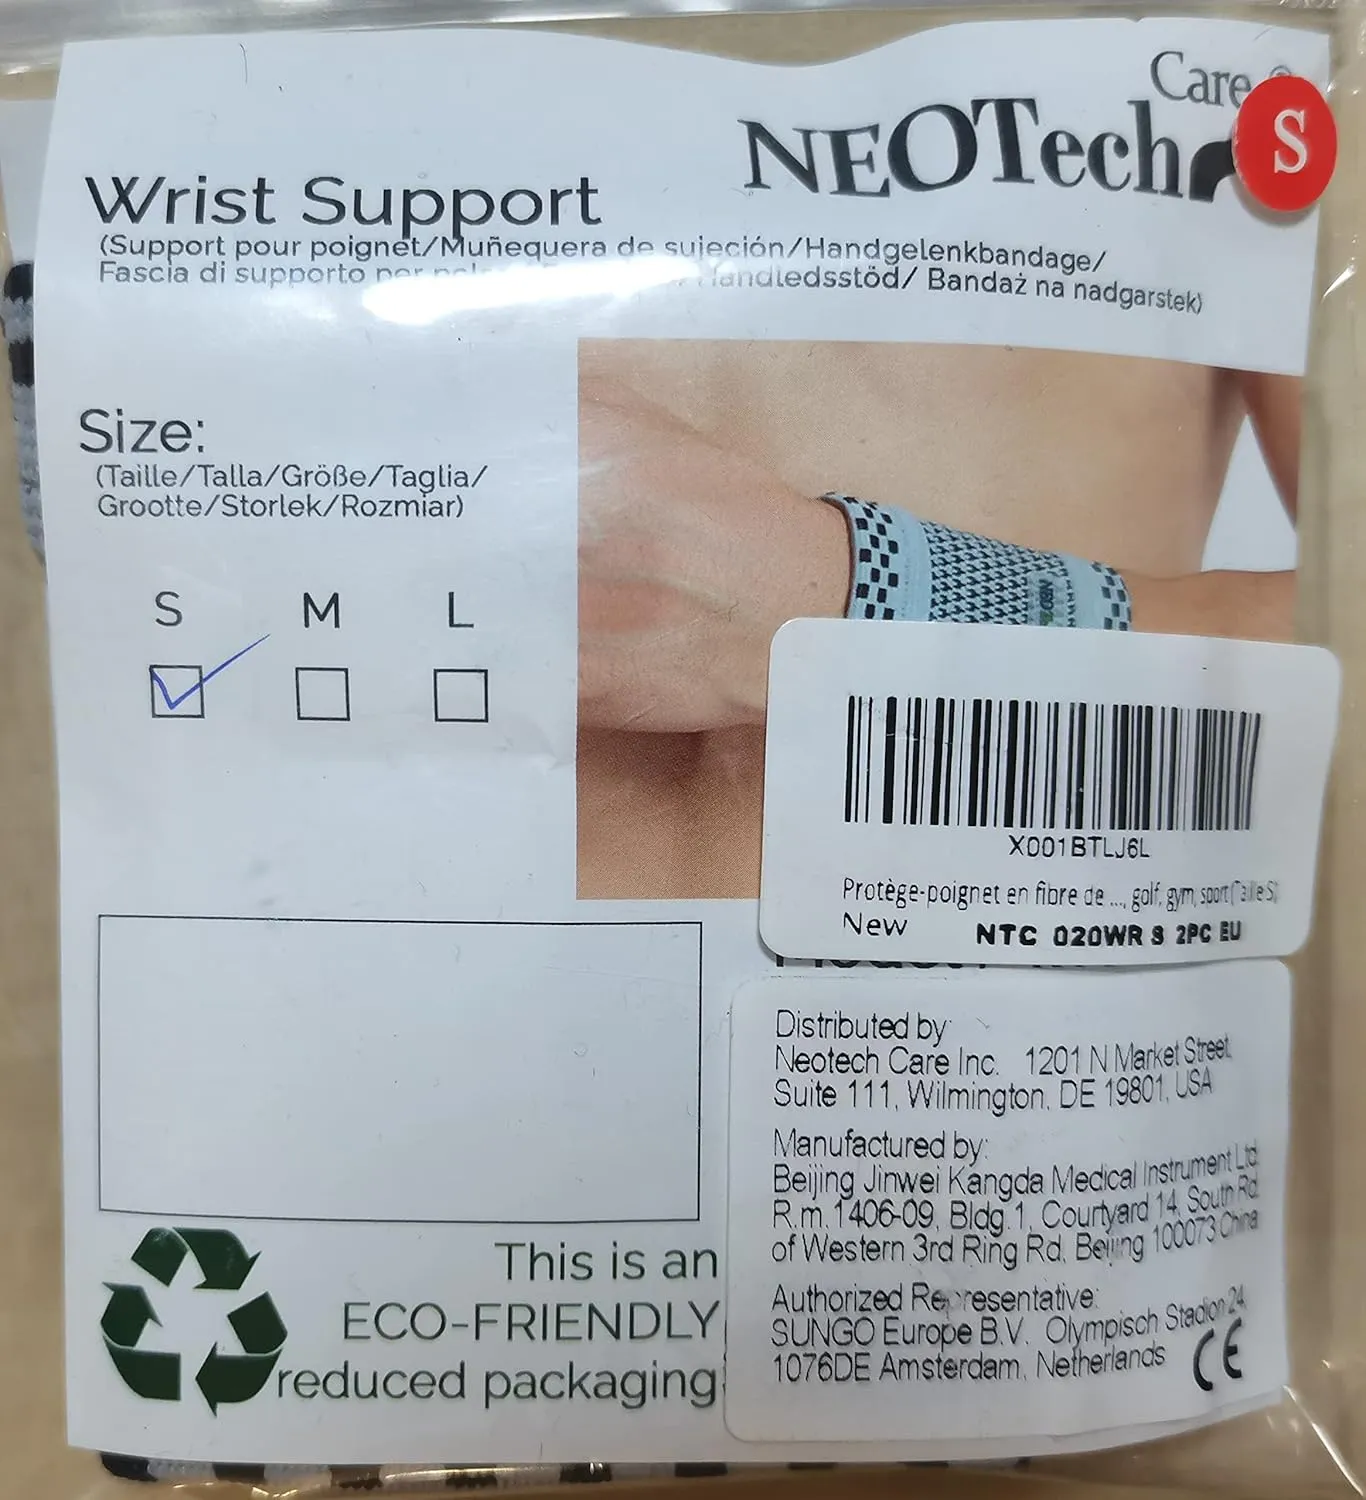 Care
NEOTech
S
Wrist Support
(Support pour poignet/Muñequera de sujeción/Handgelenkbandage/
Fascia di supporto per Handledsstöd/ Bandaż na nadgarstek)
Size:
(Taille/Talla/Größe/Taglia/
Grootte/Storlek/Rozmiar)
S M L
X001BTLJ6L
Protège-poignet en fibre de ..., golf, gym, sport(Taille S)
New NTC 020WR S 2PC EU
Distributed by:
Neotech Care Inc. 1201 N Market Street,
Suite 111, Wilmington, DE 19801, USA
Manufactured by:
Beijing Jinwei Kangda Medical Instrument Ltd.
R.m. 1406-09, Bldg.1, Courtyard 14, South Rd
of Western 3rd Ring Rd, Beijing 100073 China
Authorized Representative:
SUNGO Europe B.V. Olympisch Stadion 24,
1076DE Amsterdam, Netherlands
CE
This is an
ECO-FRIENDLY
reduced packaging